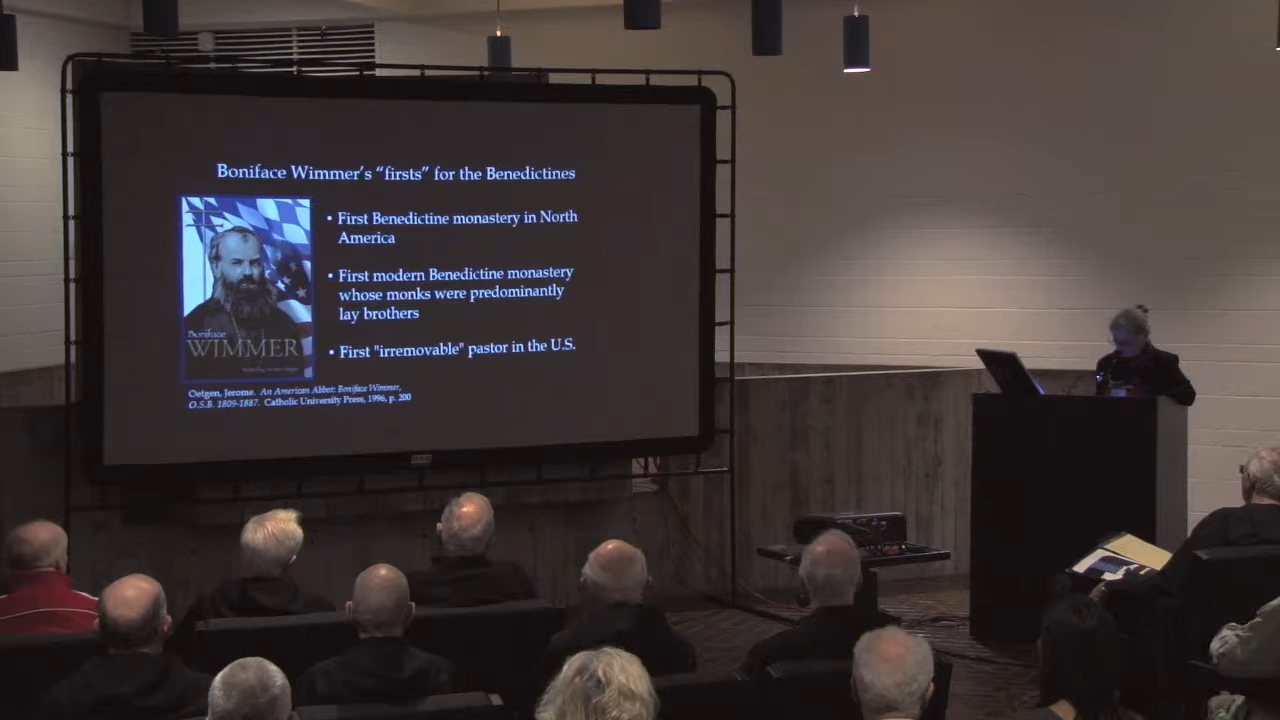 Boniface Wimmer's “firsts” for the Benedictines
• First Benedictine monastery in North
America
• First modern Benedictine monastery
whose monks were predominantly
lay brothers
• First "irremovable" pastor in the U.S.
Boniface
WIMMER
Oetgen, Jerome. An American Abbot: Boniface Wimmer,
O.S.B. 1809-1887. Catholic University Press, 1996, p. 200